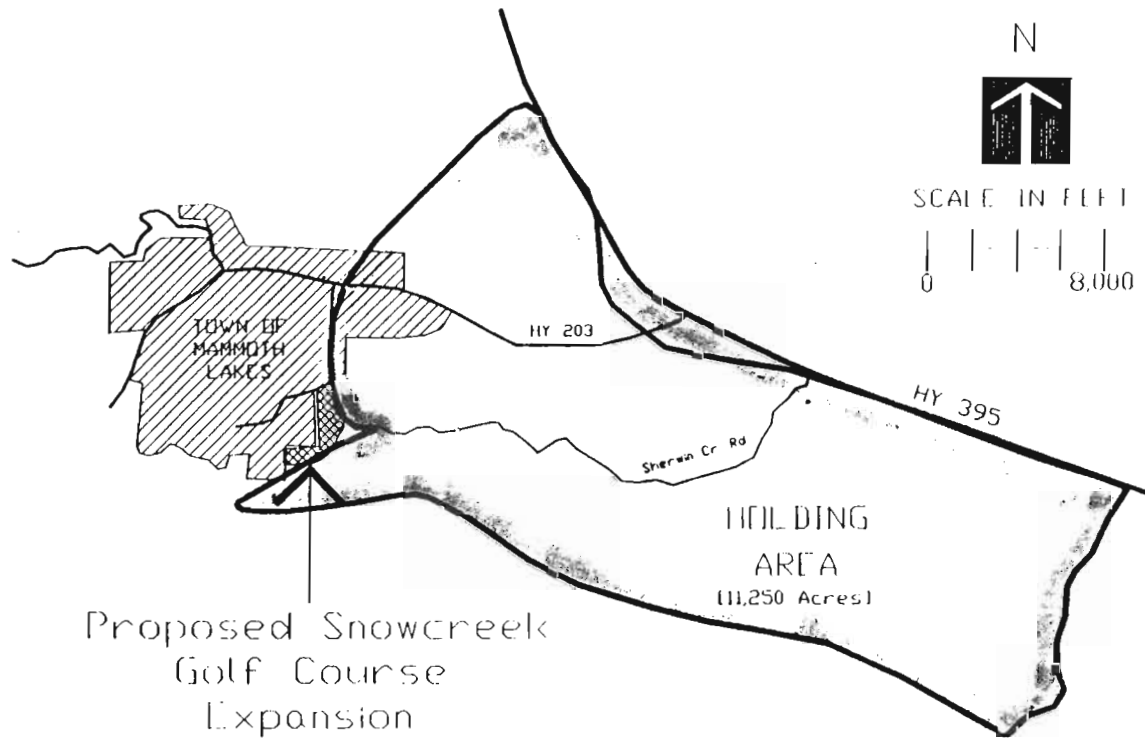 N
SCALE IN FEET
0 8,000
HY 203
TOWN OF
MAMMOTH
LAKES
HY 395
Sherwin Cr Rd
HOLDING
AREA
(11,250 Acres)
Proposed Snowcreek
Golf Course
Expansion